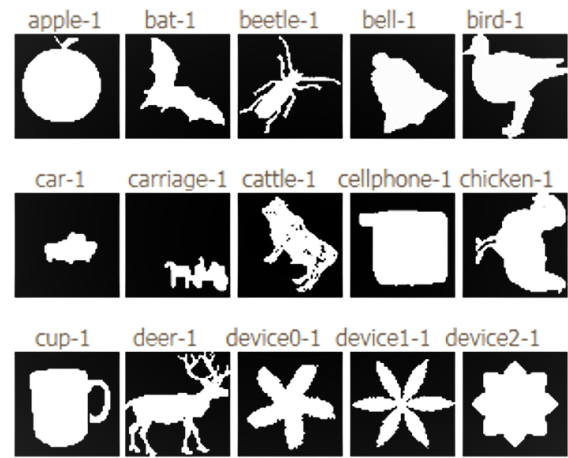 apple-1 bat-1 beetle-1 bell-1 bird-1
car-1 carriage-1 cattle-1 cellphone-1 chicken-1
cup-1 deer-1 device0-1 device1-1 device2-1